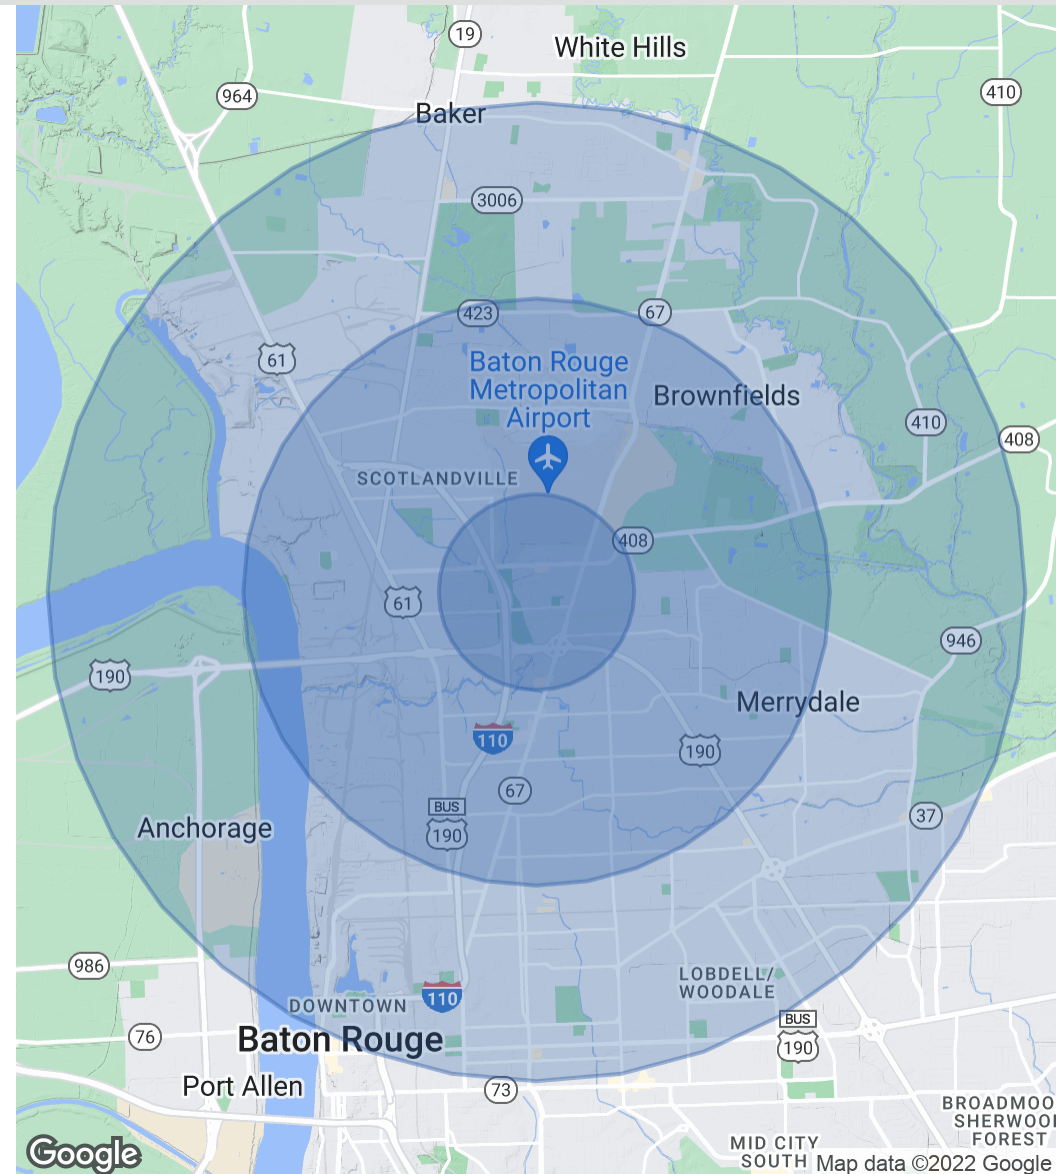 19
White Hills
964
410
Baker
3006
423
67
61
Baton Rouge
Metropolitan
Airport
Brownfields
410
408
SCOTLANDVILLE
408
61
946
190
Merrydale
110
190
67
BUS
190
37
Anchorage
986
LOBDELL/
WOODALE
110
DOWNTOWN
BUS
190
76
Baton Rouge
Port Allen
73
BROADMOO
SHERWOO
FOREST
MID CITY
SOUTH
Google
Map data ©2022 Google